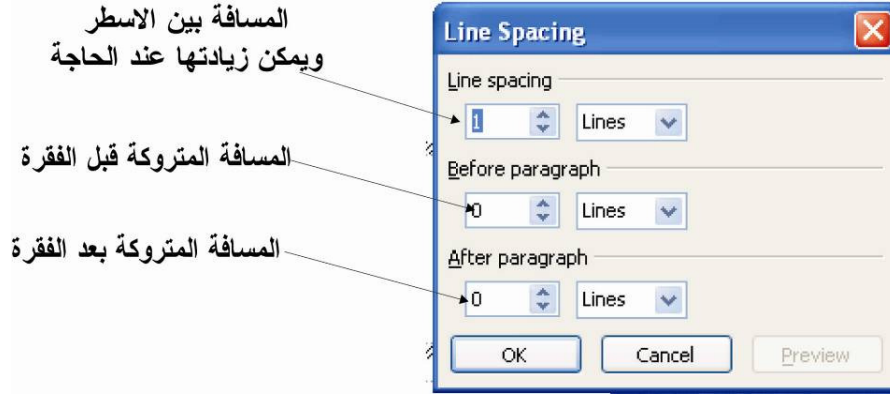 المسافة بين الاسطر
ويمكن زيادتها عند الحاجة
المسافة المتروكة قبل الفقرة
المسافة المتروكة بعد الفقرة
Line Spacing
Line spacing
1 Lines
Before paragraph
0 Lines
After paragraph
0 Lines
OK Cancel Preview